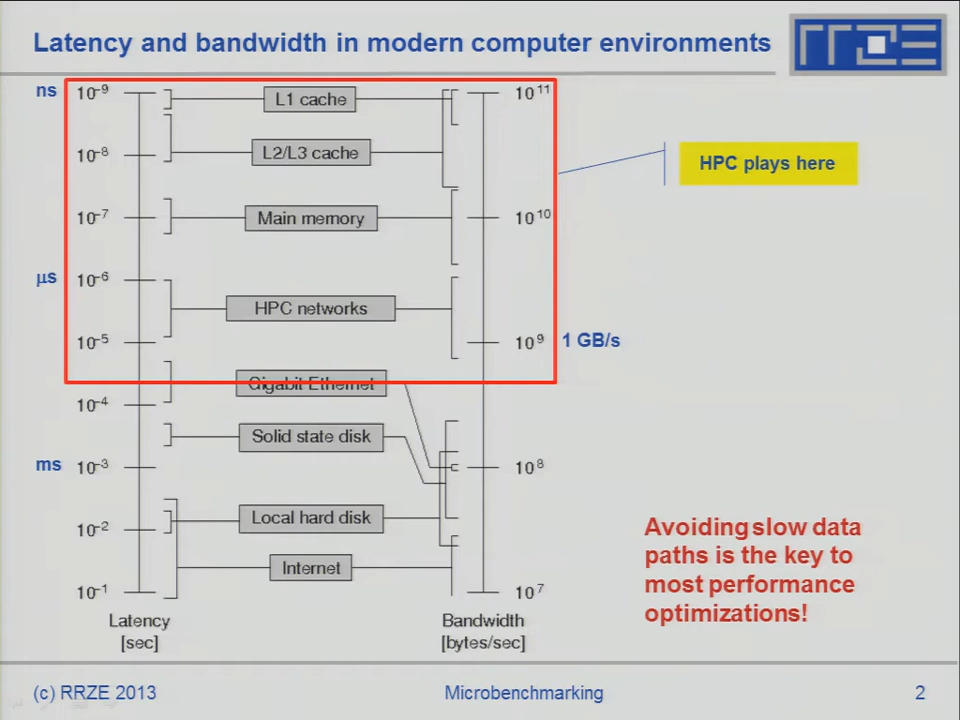 Latency and bandwidth in modern computer environments
RRZE
ns
10⁻⁹
L1 cache
10¹¹
10⁻⁸
L2/L3 cache
HPC plays here
10⁻⁷
Main memory
10¹⁰
μs
10⁻⁶
HPC networks
10⁻⁵
10⁹
1 GB/s
Gigabit Ethernet
10⁻⁴
Solid state disk
ms
10⁻³
10⁸
10⁻²
Local hard disk
Internet
10⁻¹
10⁷
Avoiding slow data
paths is the key to
most performance
optimizations!
Latency
[sec]
Bandwidth
[bytes/sec]
(c) RRZE 2013
Microbenchmarking
2